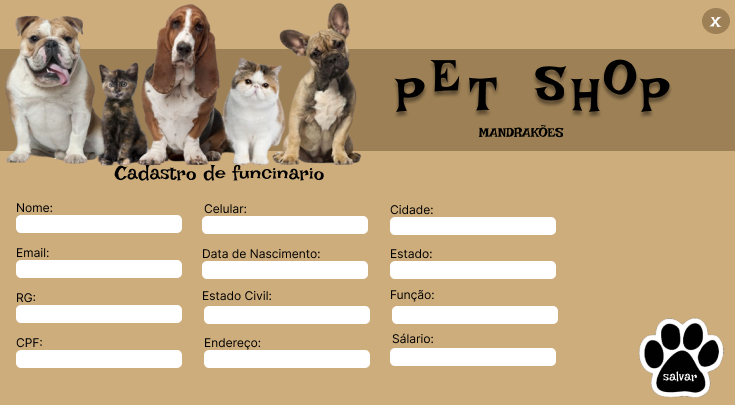 X
PET SHOP
MANDRAKÕES
Cadastro de funcinario
Nome:
Celular:
Cidade:
Email:
Data de Nascimento:
Estado:
RG:
Estado Civil:
Função:
CPF:
Endereço:
Sálario:
salvar